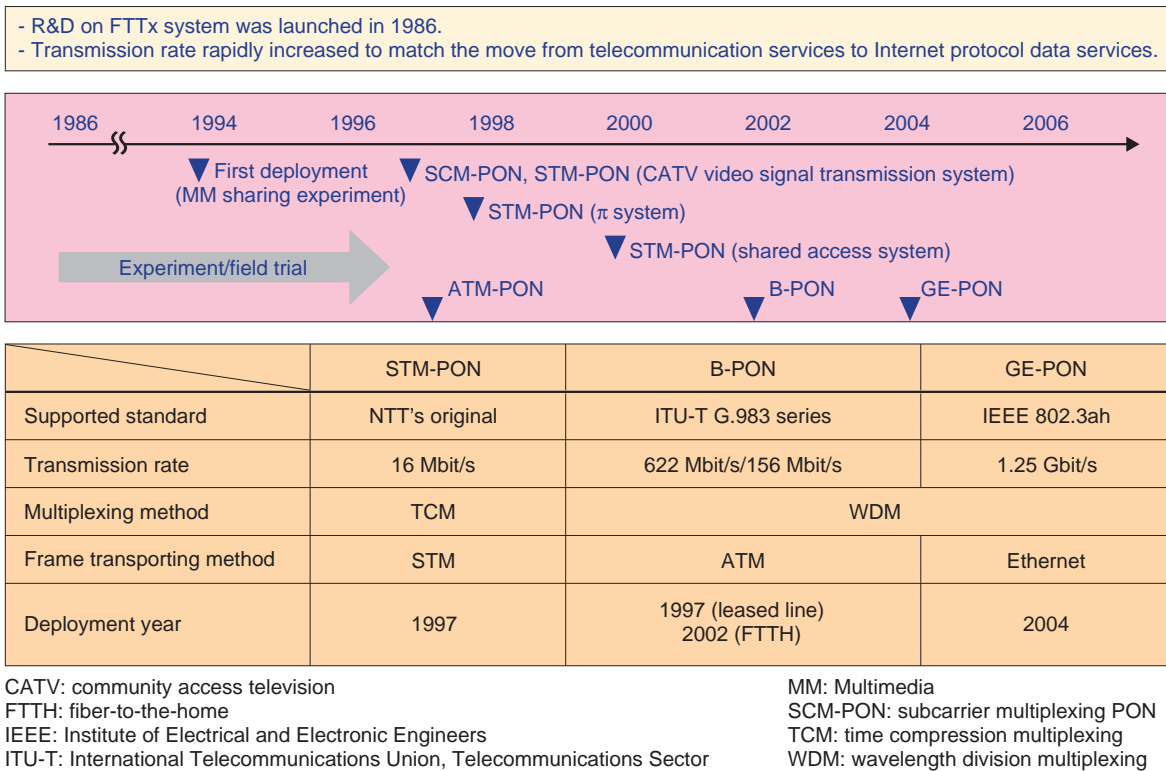 - R&D on FTTx system was launched in 1986.
- Transmission rate rapidly increased to match the move from telecommunication services to Internet protocol data services.
1986 1994 1996 1998 2000 2002 2004 2006
First deployment
(MM sharing experiment)
SCM-PON, STM-PON (CATV video signal transmission system)
STM-PON (π system)
STM-PON (shared access system)
Experiment/field trial
ATM-PON
B-PON
GE-PON
STM-PON B-PON GE-PON
Supported standard NTT's original ITU-T G.983 series IEEE 802.3ah
Transmission rate 16 Mbit/s 622 Mbit/s/156 Mbit/s 1.25 Gbit/s
Multiplexing method TCM WDM
Frame transporting method STM ATM Ethernet
Deployment year 1997 1997 (leased line)
2002 (FTTH) 2004
CATV: community access television
FTTH: fiber-to-the-home
IEEE: Institute of Electrical and Electronic Engineers
ITU-T: International Telecommunications Union, Telecommunications Sector
MM: Multimedia
SCM-PON: subcarrier multiplexing PON
TCM: time compression multiplexing
WDM: wavelength division multiplexing